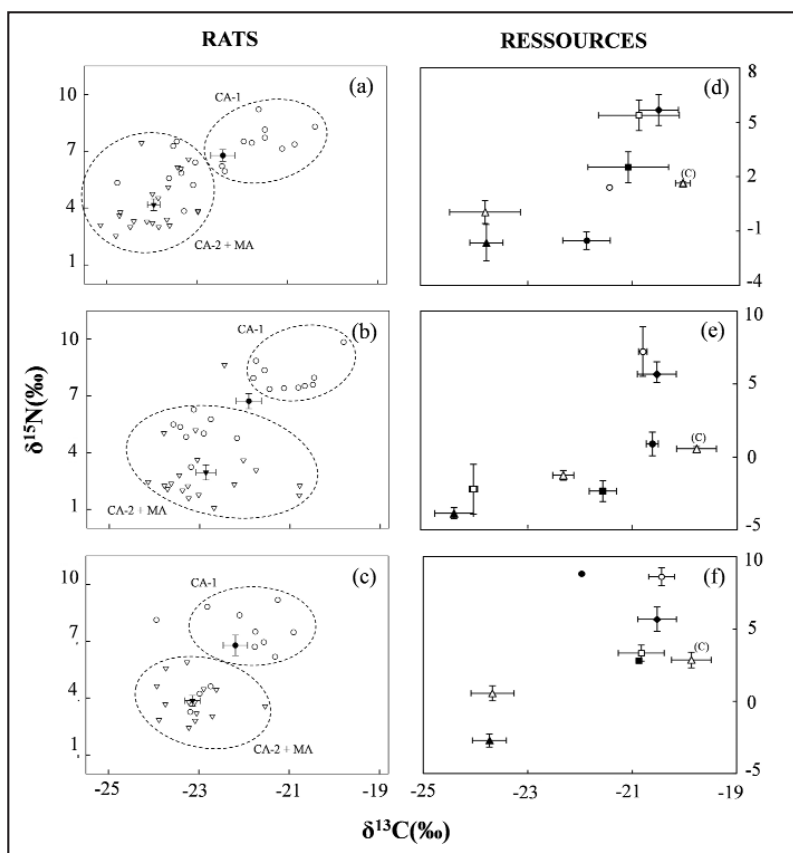 RATS RESSOURCES
(a)
CA-1
CA-2 + MA
10
7
4
1
(d)
(C)
8
5
2
-1
-4
(b)
CA-1
CA-2 + MA
10
7
4
1
(e)
(C)
10
5
0
-5
(c)
CA-1
CA-2 + MA
10
7
4
1
(f)
(C)
10
5
0
-5
δ¹⁵N(‰)
-25 -23 -21 -19 -25 -23 -21 -19
δ¹³C(‰)